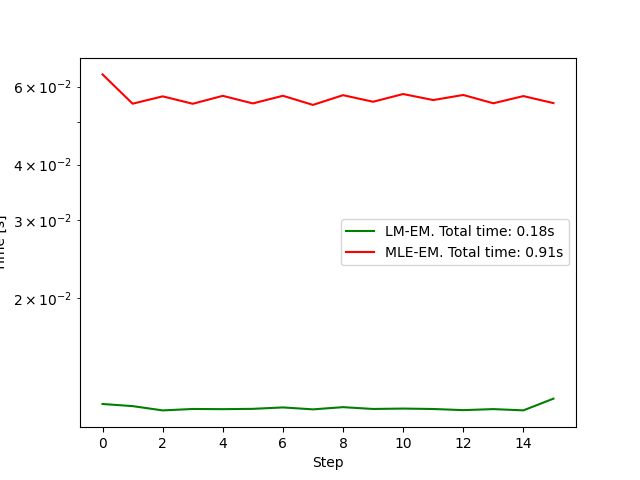 6 × 10⁻²
4 × 10⁻²
3 × 10⁻²
2 × 10⁻²
[s]
LM-EM. Total time: 0.18s
MLE-EM. Total time: 0.91s
0 2 4 6 8 10 12 14
Step